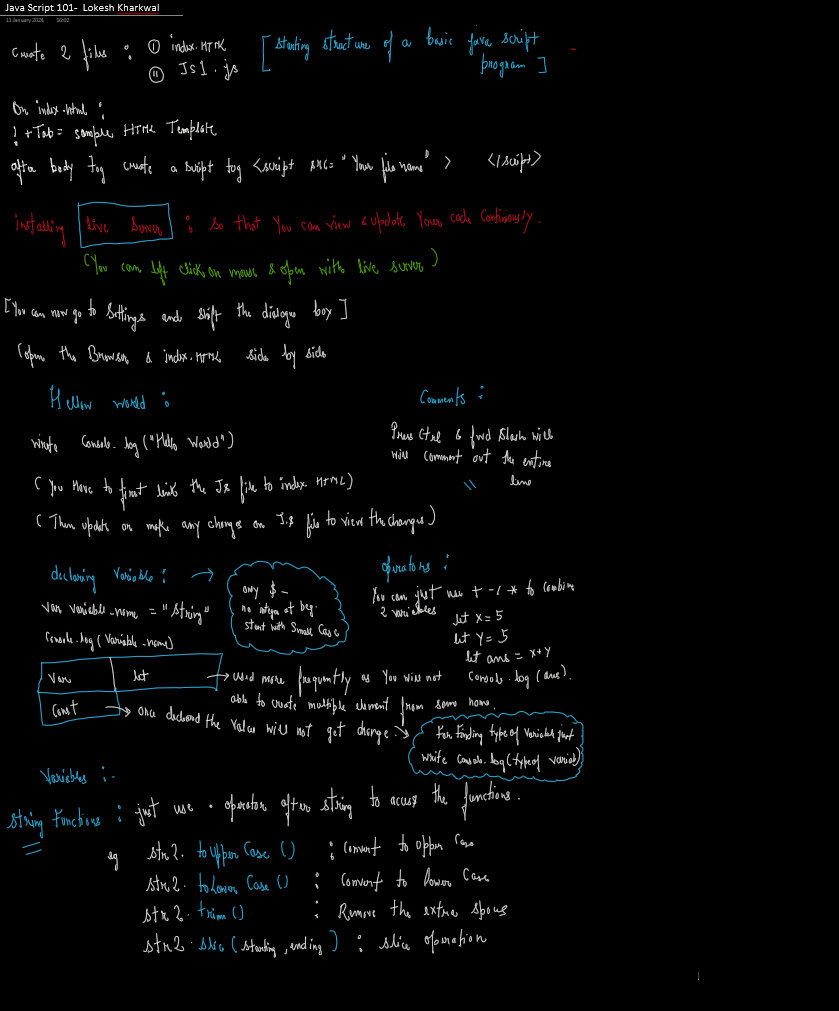 Java Script 101- Lokesh Kharkwal
11 January 2024 16:02
Create 2 files : (i) index.HTML
(ii) JS1.js
[starting structure of a basic java script
program]
On index.html :
! +Tab = sample HTML Template
after body tag create a script tag <script src= "Your file name" > </script>
installing Live Server : so that You can view & update Your code Continously.
(You can left click on mouse & open with live server)
[You can now go to Settings and shift the dialogue box]
(open the Browser & index.HTML side by side
Hellow world :
write Console.log("Hello World")
( You Have to first link the JS file to index HTML)
( Then update or make any changes on J.S file to view the changes)
Comments :
Press Ctrl & fwd Slash will
will comment out the entire
line
\\
declaring Variable : →
Var variable_name = "String"
Console.log(Variable_name)
only $ _
no integer at beg.
start with Small Case
operators :
You can just use + - / * to combine
2 variables
let X = 5
let Y = 5
let ans = x+y
Console.log(ans).
Var let → used more frequently as You will not
able to create multiple element from same name.
Const → once declared the Value will not get change. →
For Finding type of Variables just
write Console.log(typeof variabl)
Variables :-
String Functions : just use . operator after string to access the functions.
eg str2. toUpper Case () : Convert to upper Case
str2. toLower Case () : Convert to Lower Case
str2. trim () : Remove the extra space
str2. slic (starting, ending) : slice operation